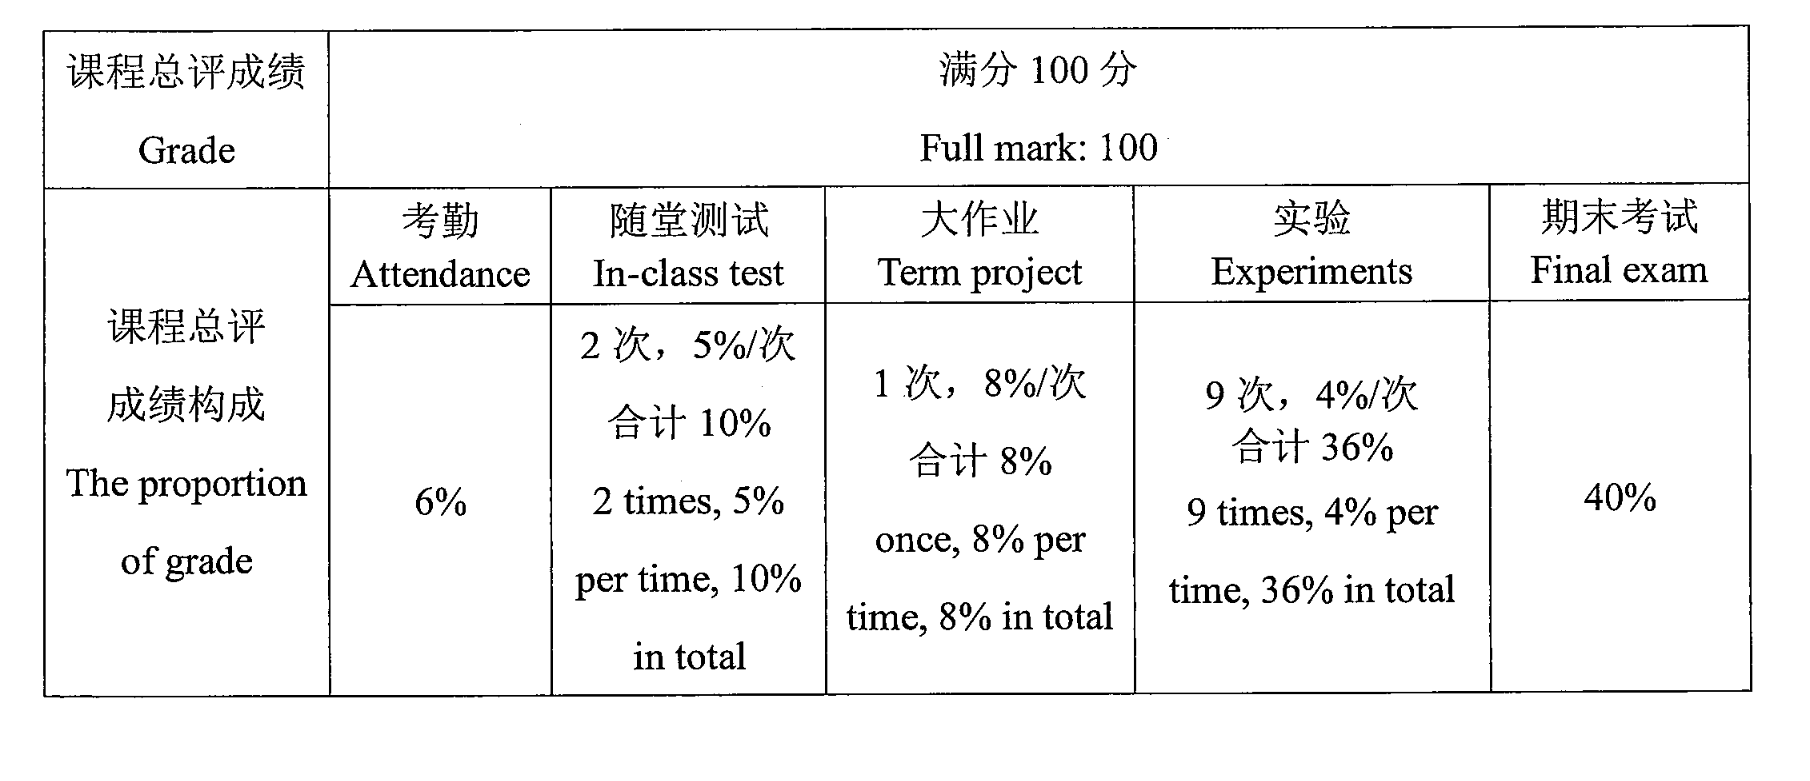 课程总评成绩
Grade
满分 100 分
Full mark: 100
课程总评
成绩构成
The proportion
of grade
考勤
Attendance
随堂测试
In-class test
大作业
Term project
实验
Experiments
期末考试
Final exam
6%
2 次，5%/次
合计 10%
2 times, 5%
per time, 10%
in total
1 次，8%/次
合计 8%
once, 8% per
time, 8% in total
9 次，4%/次
合计 36%
9 times, 4% per
time, 36% in total
40%